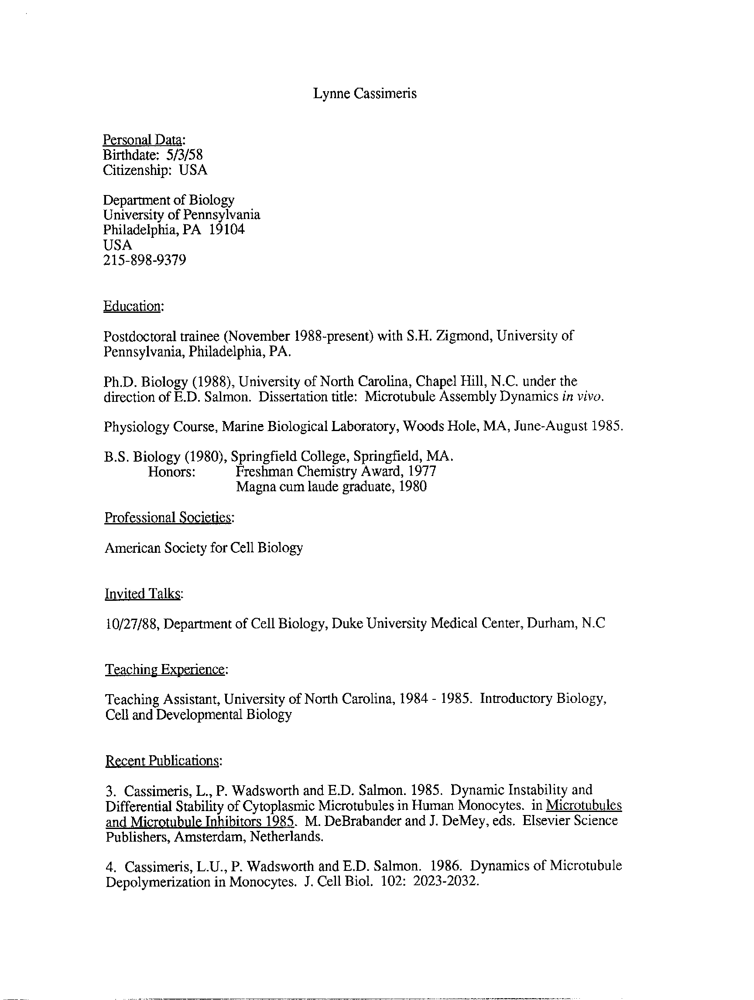 Lynne Cassimeris
Personal Data:
Birthdate: 5/3/58
Citizenship: USA
Department of Biology
University of Pennsylvania
Philadelphia, PA 19104
USA
215-898-9379
Education:
Postdoctoral trainee (November 1988-present) with S.H. Zigmond, University of
Pennsylvania, Philadelphia, PA.
Ph.D. Biology (1988), University of North Carolina, Chapel Hill, N.C. under the
direction of E.D. Salmon. Dissertation title: Microtubule Assembly Dynamics in vivo.
Physiology Course, Marine Biological Laboratory, Woods Hole, MA, June-August 1985.
B.S. Biology (1980), Springfield College, Springfield, MA.
Honors: Freshman Chemistry Award, 1977
Magna cum laude graduate, 1980
Professional Societies:
American Society for Cell Biology
Invited Talks:
10/27/88, Department of Cell Biology, Duke University Medical Center, Durham, N.C
Teaching Experience:
Teaching Assistant, University of North Carolina, 1984 - 1985. Introductory Biology,
Cell and Developmental Biology
Recent Publications:
3. Cassimeris, L., P. Wadsworth and E.D. Salmon. 1985. Dynamic Instability and
Differential Stability of Cytoplasmic Microtubules in Human Monocytes. in Microtubules
and Microtubule Inhibitors 1985. M. DeBrabander and J. DeMey, eds. Elsevier Science
Publishers, Amsterdam, Netherlands.
4. Cassimeris, L.U., P. Wadsworth and E.D. Salmon. 1986. Dynamics of Microtubule
Depolymerization in Monocytes. J. Cell Biol. 102: 2023-2032.